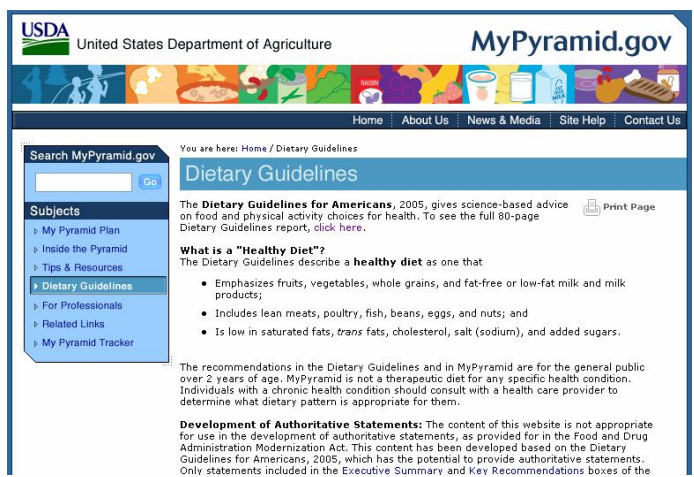 USDA
United States Department of Agriculture
MyPyramid.gov
RAISIN
FAT FREE MILK
Home About Us News & Media Site Help Contact Us
Search MyPyramid.gov
Go
Subjects
My Pyramid Plan
Inside the Pyramid
Tips & Resources
Dietary Guidelines
For Professionals
Related Links
My Pyramid Tracker
You are here: Home / Dietary Guidelines
Dietary Guidelines
Print Page
The Dietary Guidelines for Americans, 2005, gives science-based advice
on food and physical activity choices for health. To see the full 80-page
Dietary Guidelines report, click here.
What is a "Healthy Diet"?
The Dietary Guidelines describe a healthy diet as one that
• Emphasizes fruits, vegetables, whole grains, and fat-free or low-fat milk and milk
products;
• Includes lean meats, poultry, fish, beans, eggs, and nuts; and
• Is low in saturated fats, trans fats, cholesterol, salt (sodium), and added sugars.
The recommendations in the Dietary Guidelines and in MyPyramid are for the general public
over 2 years of age. MyPyramid is not a therapeutic diet for any specific health condition.
Individuals with a chronic health condition should consult with a health care provider to
determine what dietary pattern is appropriate for them.
Development of Authoritative Statements: The content of this website is not appropriate
for use in the development of authoritative statements, as provided for in the Food and Drug
Administration Modernization Act. This content has been developed based on the Dietary
Guidelines for Americans, 2005, which has the potential to provide authoritative statements.
Only statements included in the Executive Summary and Key Recommendations boxes of the